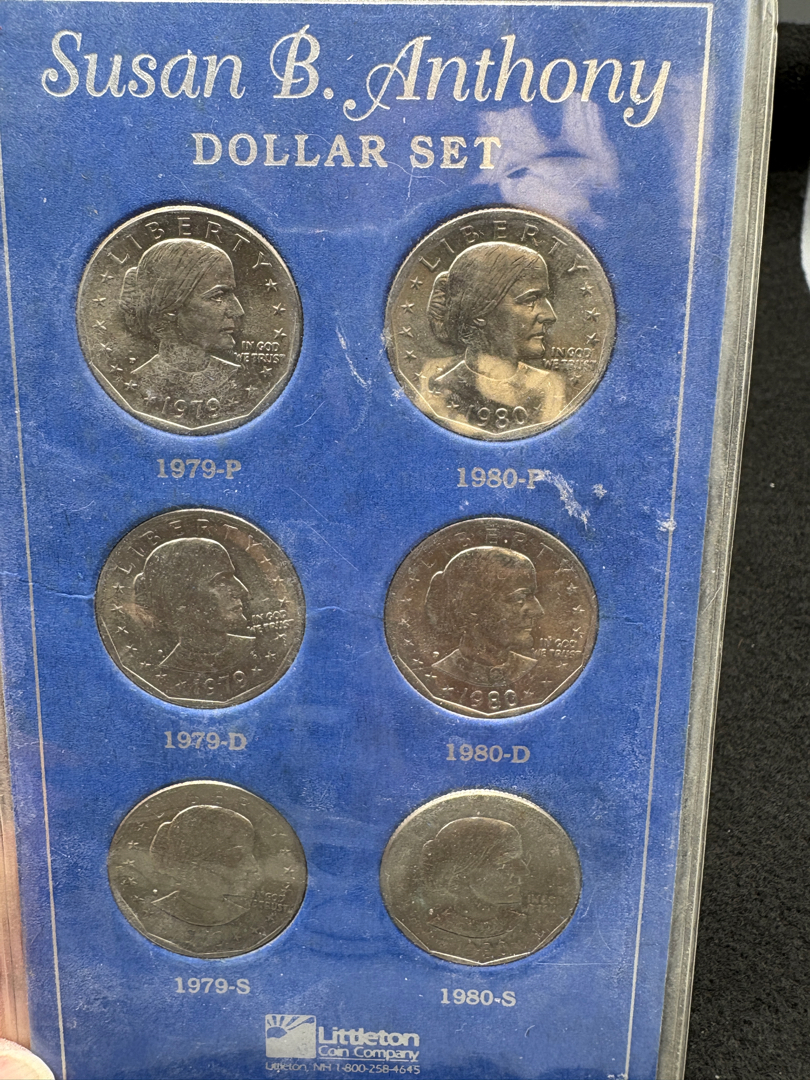 Susan B. Anthony
DOLLAR SET
LIBERTY
IN GOD
WE TRUST
P
1979
LIBERTY
IN GOD
WE TRUST
1980
1979-P
1980-P
LIBERTY
IN GOD
WE TRUST
1979
LIBERTY
IN GOD
WE TRUST
1980
1979-D
1980-D
1979-S
1980-S
Littleton
Coin Company
Littleton, NH 1-800-258-4645